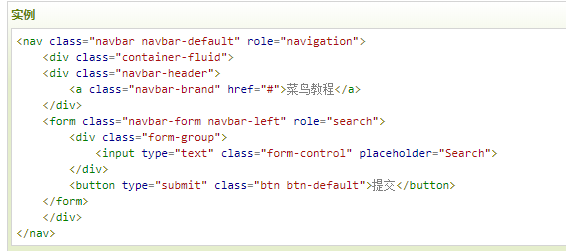 实例
<nav class="navbar navbar-default" role="navigation">
    <div class="container-fluid">
    <div class="navbar-header">
        <a class="navbar-brand" href="#">菜鸟教程</a>
    </div>
    <form class="navbar-form navbar-left" role="search">
        <div class="form-group">
            <input type="text" class="form-control" placeholder="Search">
        </div>
        <button type="submit" class="btn btn-default">提交</button>
    </form>
    </div>
</nav>